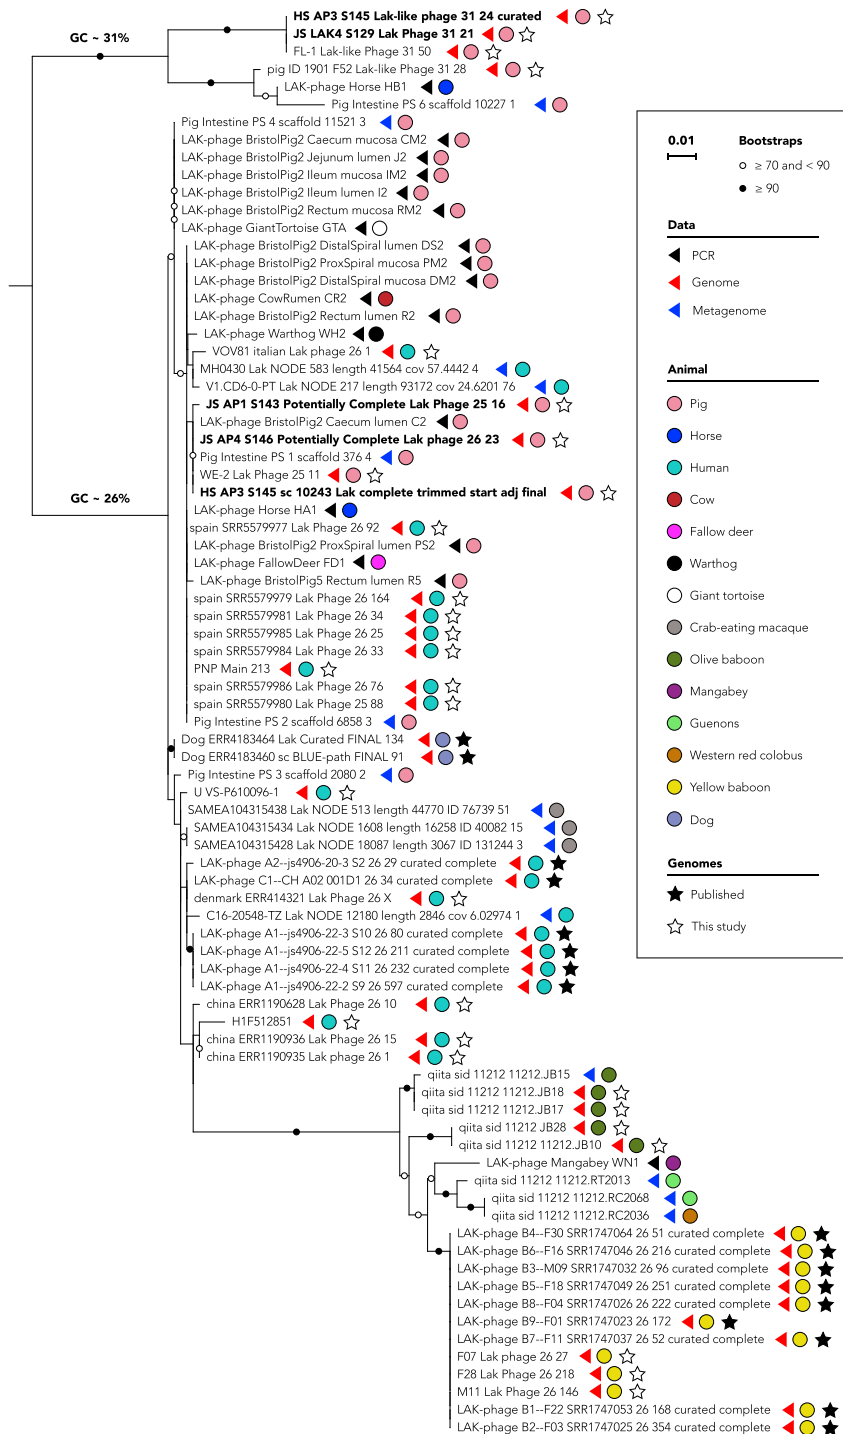 GC ~ 31%
HS AP3 S145 Lak-like phage 31 24 curated
JS LAK4 S129 Lak Phage 31 21
FL-1 Lak-like Phage 31 50
pig ID 1901 F52 Lak-like Phage 31 28
LAK-phage Horse HB1
Pig Intestine PS 6 scaffold 10227 1
Pig Intestine PS 4 scaffold 11521 3
LAK-phage BristolPig2 Caecum mucosa CM2
LAK-phage BristolPig2 Jejunum lumen J2
LAK-phage BristolPig2 Ileum mucosa IM2
LAK-phage BristolPig2 Ileum lumen I2
LAK-phage BristolPig2 Rectum mucosa RM2
LAK-phage GiantTortoise GTA
LAK-phage BristolPig2 DistalSpiral lumen DS2
LAK-phage BristolPig2 ProxSpiral mucosa PM2
LAK-phage BristolPig2 DistalSpiral mucosa DM2
LAK-phage CowRumen CR2
LAK-phage BristolPig2 Rectum lumen R2
LAK-phage Warthog WH2
VOV81 italian Lak phage 26 1
MH0430 Lak NODE 583 length 41564 cov 57.4442 4
V1.CD6-0-PT Lak NODE 217 length 93172 cov 24.6201 76
JS AP1 S143 Potentially Complete Lak Phage 25 16
LAK-phage BristolPig2 Caecum lumen C2
JS AP4 S146 Potentially Complete Lak phage 26 23
Pig Intestine PS 1 scaffold 376 4
WE-2 Lak Phage 25 11
GC ~ 26%
HS AP3 S145 sc 10243 Lak complete trimmed start adj final
LAK-phage Horse HA1
spain SRR5579977 Lak Phage 26 92
LAK-phage BristolPig2 ProxSpiral lumen PS2
LAK-phage FallowDeer FD1
LAK-phage BristolPig5 Rectum lumen R5
spain SRR5579979 Lak Phage 26 164
spain SRR5579981 Lak Phage 26 34
spain SRR5579985 Lak Phage 26 25
spain SRR5579984 Lak Phage 26 33
PNP Main 213
spain SRR5579986 Lak Phage 26 76
spain SRR5579980 Lak Phage 25 88
Pig Intestine PS 2 scaffold 6858 3
Dog ERR4183464 Lak Curated FINAL 134
Dog ERR4183460 sc BLUE-path FINAL 91
Pig Intestine PS 3 scaffold 2080 2
U VS-P610096-1
SAMEA104315438 Lak NODE 513 length 44770 ID 76739 51
SAMEA104315434 Lak NODE 1608 length 16258 ID 40082 15
SAMEA104315428 Lak NODE 18087 length 3067 ID 131244 3
LAK-phage A2--js4906-20-3 S2 26 29 curated complete
LAK-phage C1--CH A02 001D1 26 34 curated complete
denmark ERR414321 Lak Phage 26 X
C16-20548-TZ Lak NODE 12180 length 2846 cov 6.02974 1
LAK-phage A1--js4906-22-3 S10 26 80 curated complete
LAK-phage A1--js4906-22-5 S12 26 211 curated complete
LAK-phage A1--js4906-22-4 S11 26 232 curated complete
LAK-phage A1--js4906-22-2 S9 26 597 curated complete
china ERR1190628 Lak Phage 26 10
H1F512851
china ERR1190936 Lak Phage 26 15
china ERR1190935 Lak phage 26 1
qiita sid 11212 11212.JB15
qiita sid 11212 11212.JB18
qiita sid 11212 11212.JB17
qiita sid 11212 JB28
qiita sid 11212 11212.JB10
LAK-phage Mangabey WN1
qiita sid 11212 11212.RT2013
qiita sid 11212 11212.RC2068
qiita sid 11212 11212.RC2036
LAK-phage B4--F30 SRR1747064 26 51 curated complete
LAK-phage B6--F16 SRR1747046 26 216 curated complete
LAK-phage B3--M09 SRR1747032 26 96 curated complete
LAK-phage B5--F18 SRR1747049 26 251 curated complete
LAK-phage B8--F04 SRR1747026 26 222 curated complete
LAK-phage B9--F01 SRR1747023 26 172
LAK-phage B7--F11 SRR1747037 26 52 curated complete
F07 Lak phage 26 27
F28 Lak Phage 26 218
M11 Lak Phage 26 146
LAK-phage B1--F22 SRR1747053 26 168 curated complete
LAK-phage B2--F03 SRR1747025 26 354 curated complete
0.01
Bootstraps
≥ 70 and < 90
≥ 90
Data
PCR
Genome
Metagenome
Animal
Pig
Horse
Human
Cow
Fallow deer
Warthog
Giant tortoise
Crab-eating macaque
Olive baboon
Mangabey
Guenons
Western red colobus
Yellow baboon
Dog
Genomes
Published
This study